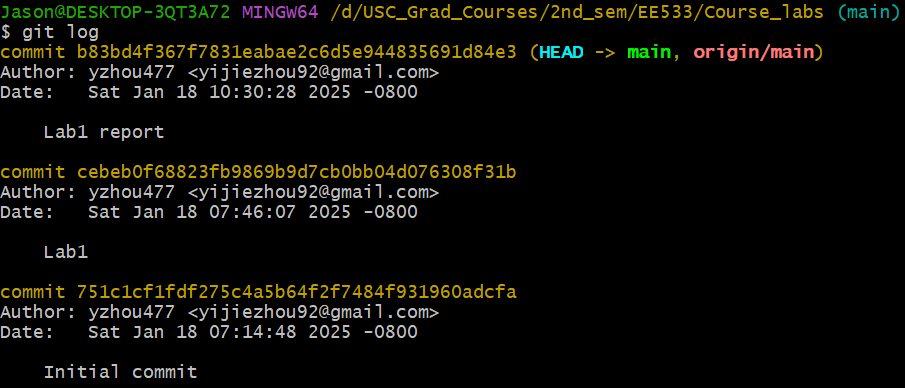 Jason@DESKTOP-3QT3A72 MINGW64 /d/USC_Grad_Courses/2nd_sem/EE533/Course_labs (main)
$ git log
commit b83bd4f367f7831eabae2c6d5e944835691d84e3 (HEAD -> main, origin/main)
Author: yzhou477 <yijiezhou92@gmail.com>
Date:   Sat Jan 18 10:30:28 2025 -0800
    Lab1 report
commit cebeb0f68823fb9869b9d7cb0bb04d076308f31b
Author: yzhou477 <yijiezhou92@gmail.com>
Date:   Sat Jan 18 07:46:07 2025 -0800
    Lab1
commit 751c1cf1fdf275c4a5b64f2f7484f931960adcfa
Author: yzhou477 <yijiezhou92@gmail.com>
Date:   Sat Jan 18 07:14:48 2025 -0800
    Initial commit